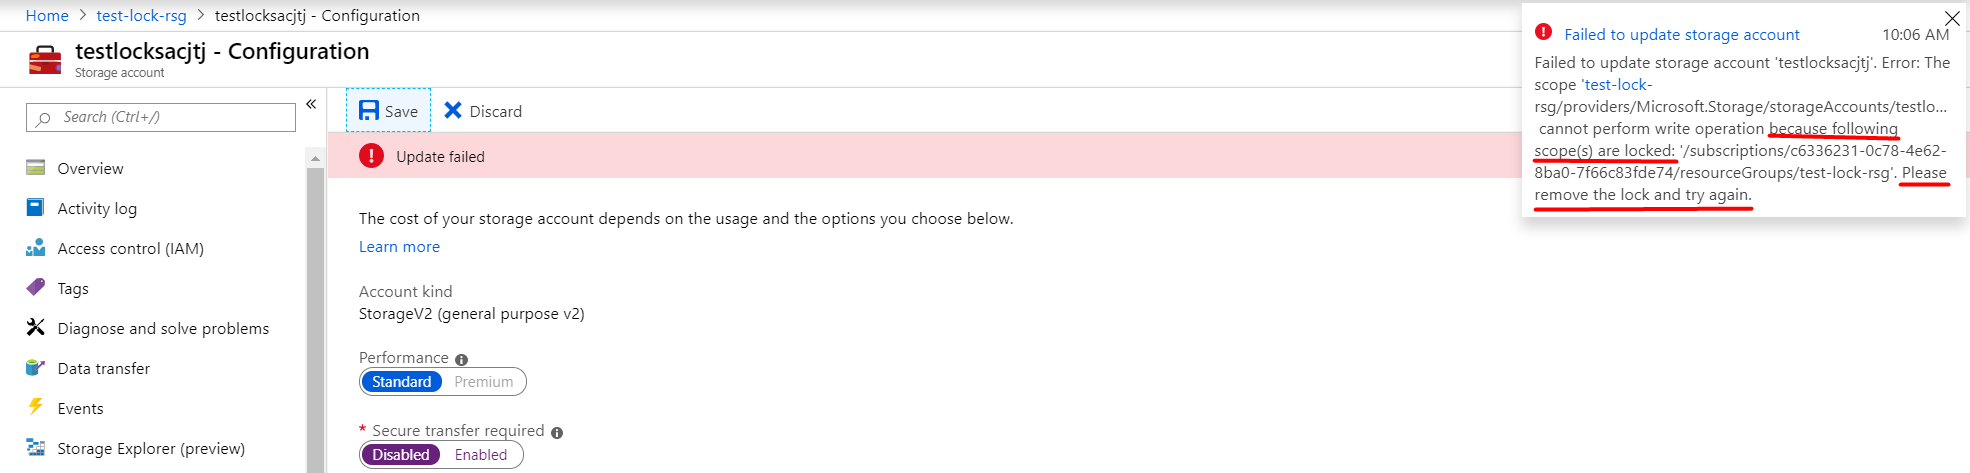 Home > test-lock-rsg > testlocksacjtj - Configuration
testlocksacjtj - Configuration
Storage account
Search (Ctrl+/)
«
Overview
Activity log
Access control (IAM)
Tags
Diagnose and solve problems
Data transfer
Events
Storage Explorer (preview)
Save Discard
Update failed
The cost of your storage account depends on the usage and the options you choose below.
Learn more
Account kind
StorageV2 (general purpose v2)
Performance
Standard Premium
* Secure transfer required
Disabled Enabled
Failed to update storage account 10:06 AM
Failed to update storage account 'testlocksacjtj'. Error: The
scope 'test-lock-
rsg/providers/Microsoft.Storage/storageAccounts/testlo...
cannot perform write operation because following
scope(s) are locked: '/subscriptions/c6336231-0c78-4e62-
8ba0-7f66c83fde74/resourceGroups/test-lock-rsg'. Please
remove the lock and try again.